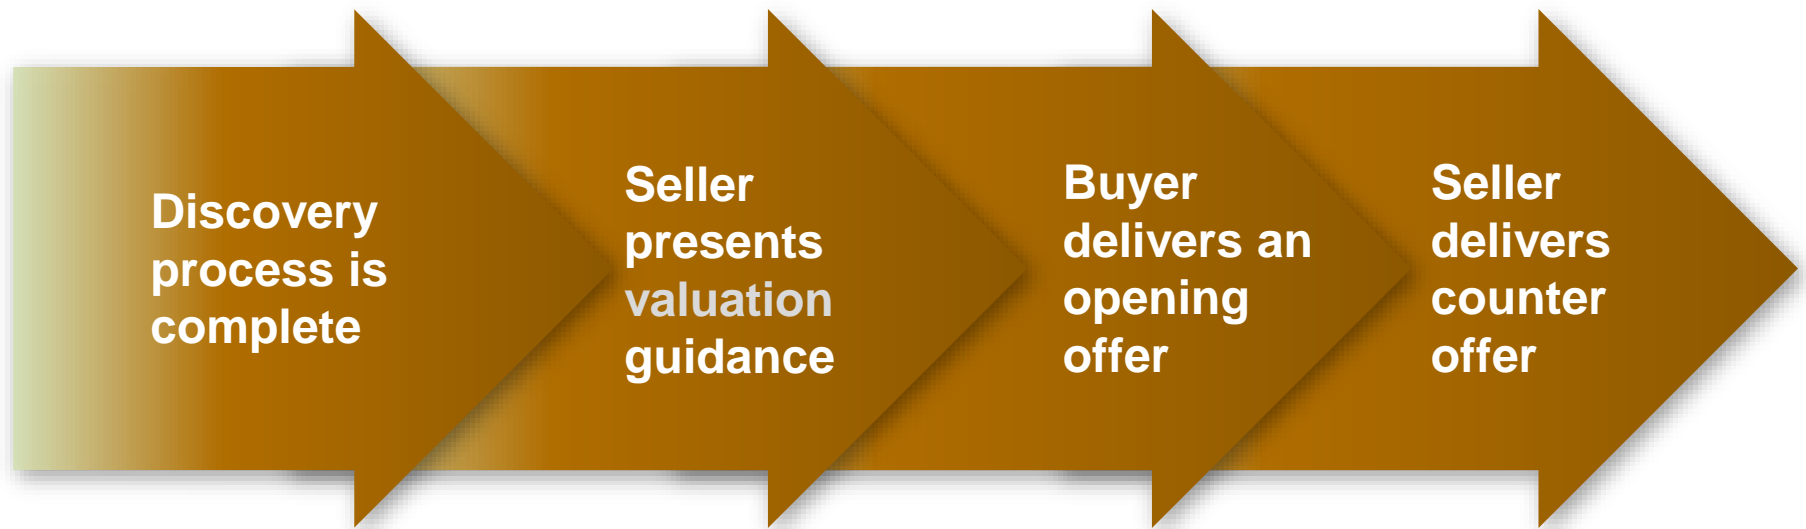 Discovery
process is
complete
Seller
presents
valuation
guidance
Buyer
delivers an
opening
offer
Seller
delivers
counter
offer